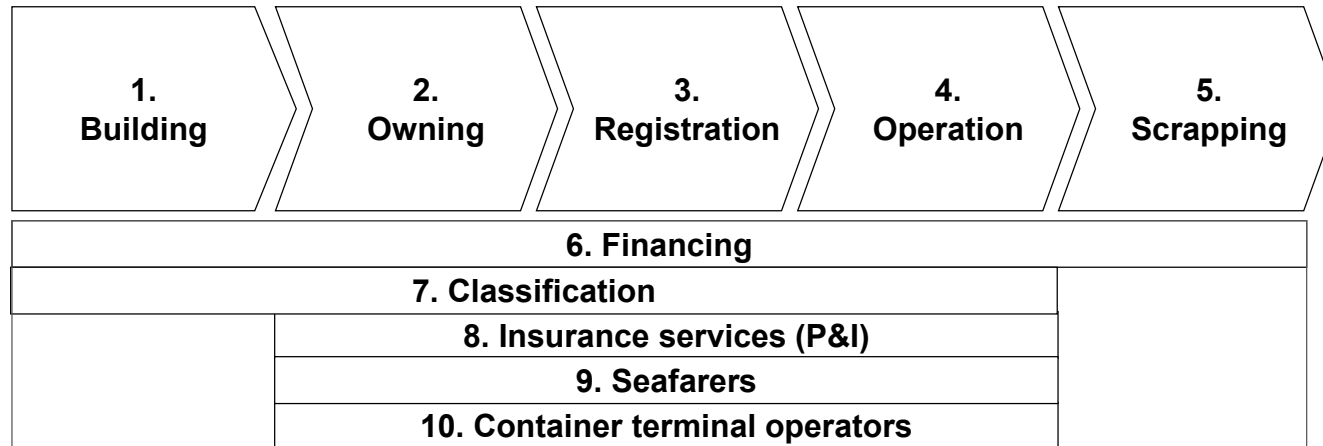 1.
Building
2.
Owning
3.
Registration
4.
Operation
5.
Scrapping
6. Financing
7. Classification
8. Insurance services (P&I)
9. Seafarers
10. Container terminal operators